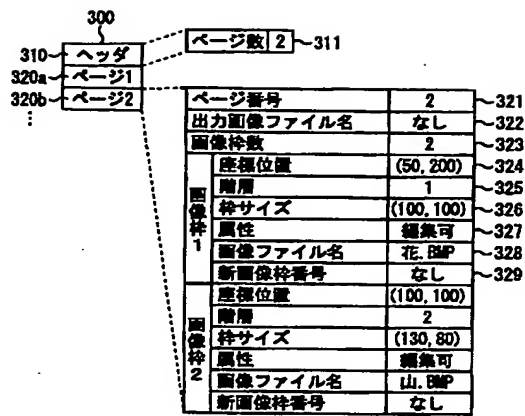 300
310 ヘッダ
320a ページ1
320b ページ2
ページ数 2 311
ページ番号 2 321
出力画像ファイル名 なし 322
画像枠数 2 323
画像枠1
座標位置 (50,200) 324
階層 1 325
枠サイズ (100,100) 326
属性 編集可 327
画像ファイル名 花.BMP 328
新画像枠番号 なし 329
画像枠2
座標位置 (100,100)
階層 2
枠サイズ (130,80)
属性 編集可
画像ファイル名 山.BMP
新画像枠番号 なし